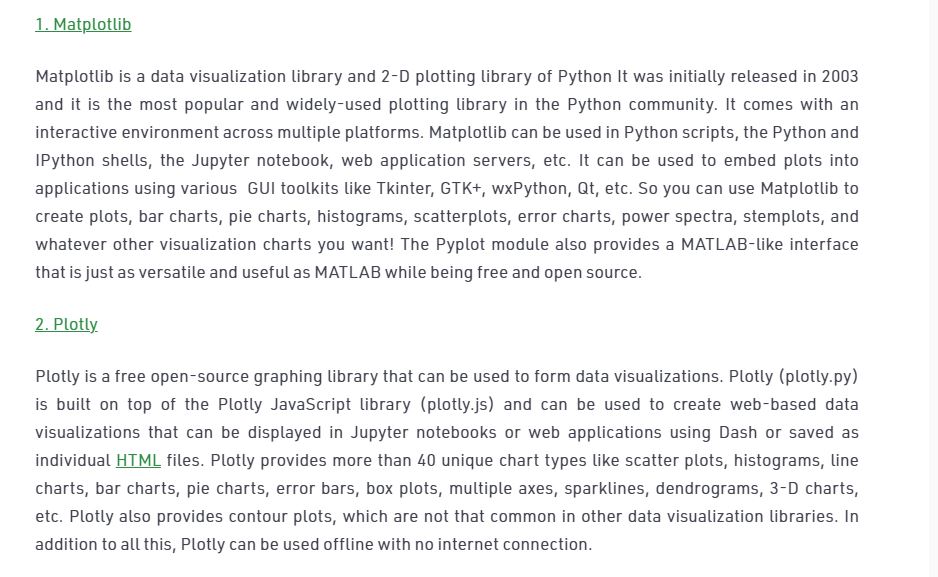 1. Matplotlib
Matplotlib is a data visualization library and 2-D plotting library of Python It was initially released in 2003
and it is the most popular and widely-used plotting library in the Python community. It comes with an
interactive environment across multiple platforms. Matplotlib can be used in Python scripts, the Python and
IPython shells, the Jupyter notebook, web application servers, etc. It can be used to embed plots into
applications using various  GUI toolkits like Tkinter, GTK+, wxPython, Qt, etc. So you can use Matplotlib to
create plots, bar charts, pie charts, histograms, scatterplots, error charts, power spectra, stemplots, and
whatever other visualization charts you want! The Pyplot module also provides a MATLAB-like interface
that is just as versatile and useful as MATLAB while being free and open source.
2. Plotly
Plotly is a free open-source graphing library that can be used to form data visualizations. Plotly (plotly.py)
is built on top of the Plotly JavaScript library (plotly.js) and can be used to create web-based data
visualizations that can be displayed in Jupyter notebooks or web applications using Dash or saved as
individual HTML files. Plotly provides more than 40 unique chart types like scatter plots, histograms, line
charts, bar charts, pie charts, error bars, box plots, multiple axes, sparklines, dendrograms, 3-D charts,
etc. Plotly also provides contour plots, which are not that common in other data visualization libraries. In
addition to all this, Plotly can be used offline with no internet connection.